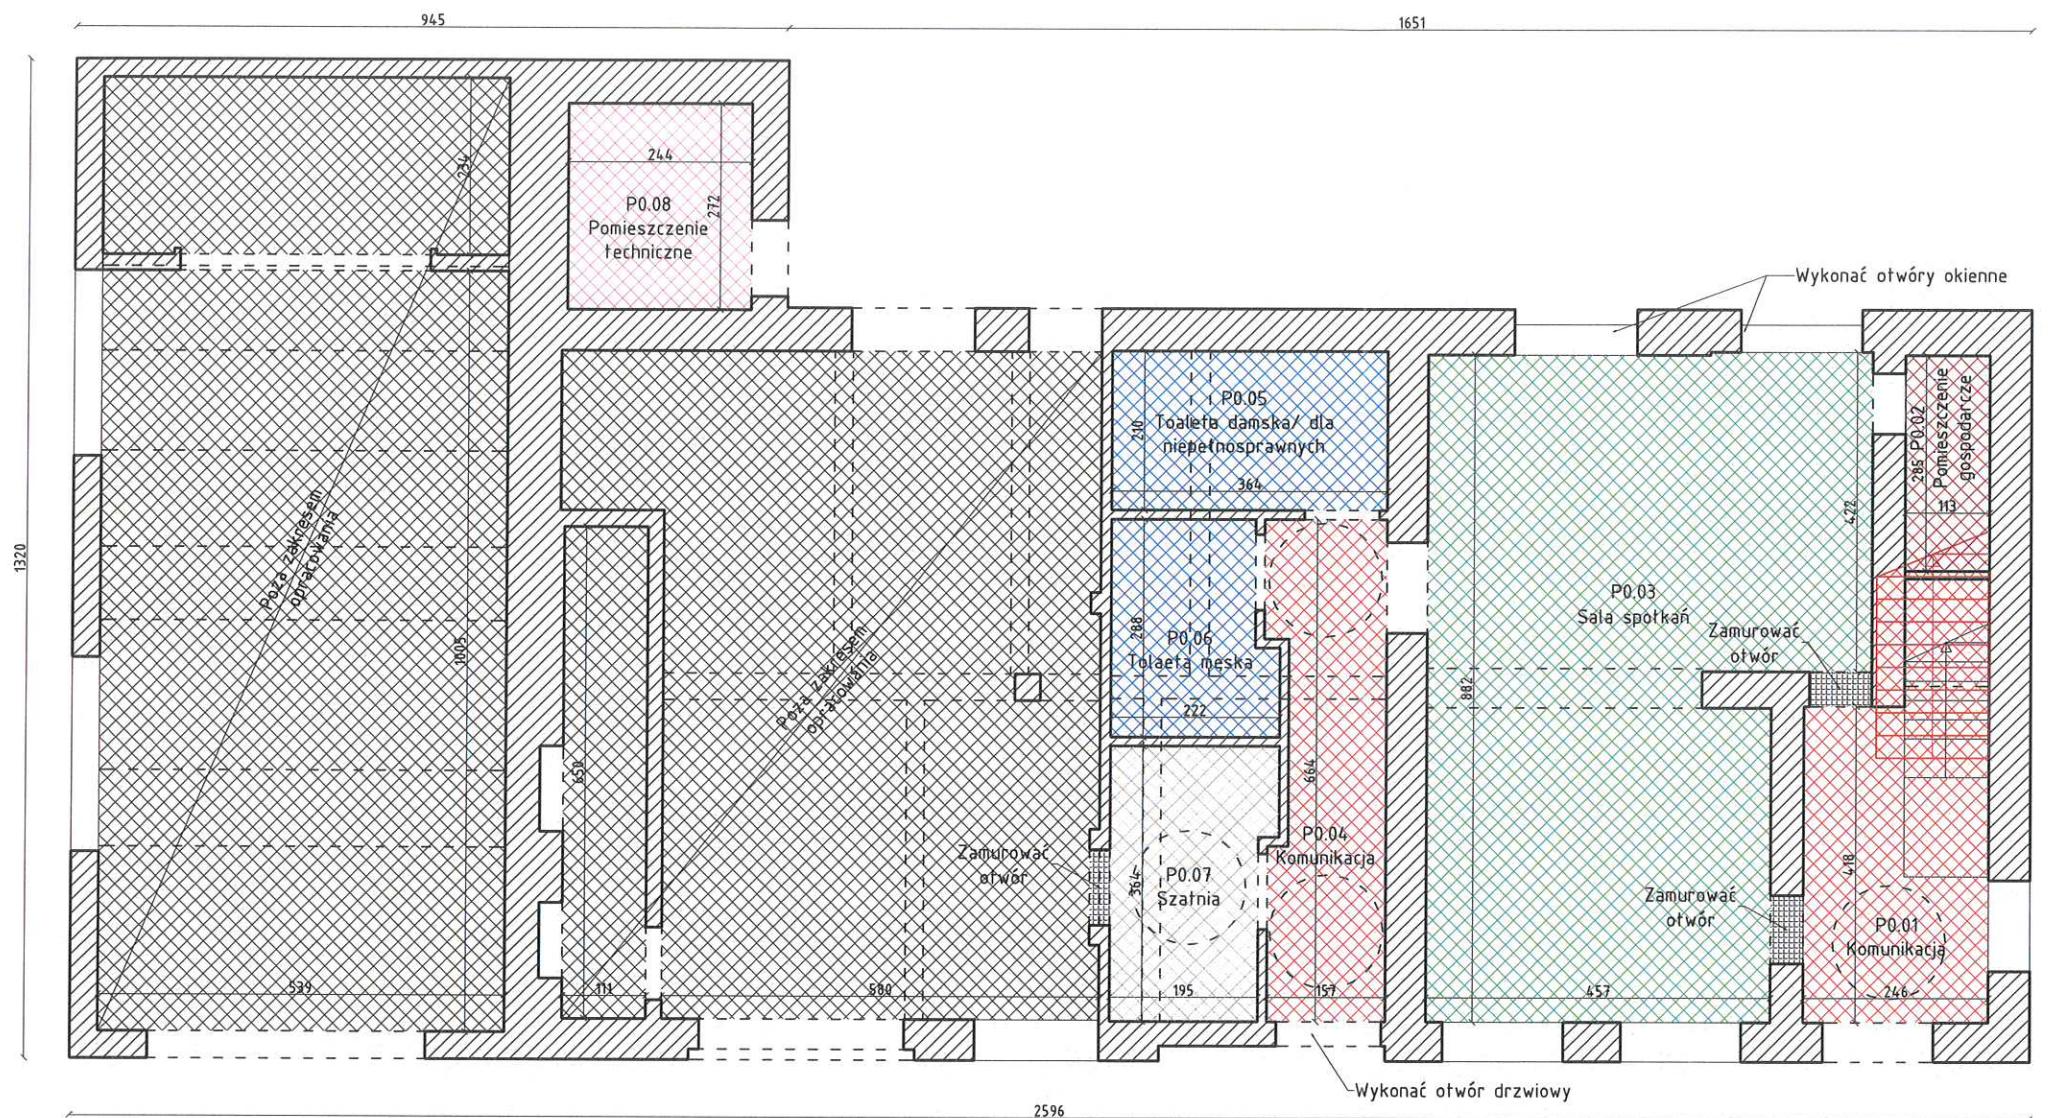 945
1651
1320
234
244
272
P0.08
Pomieszczenie
techniczne
Wykonać otwóry okienne
P0.05
Toaleta damska/ dla
niepełnosprawnych
210
364
285 P0.02
Pomieszczenie
gospodarcze
113
422
Poza zakresem
opracowania
1005
539
650
111
Poza zakresem
opracowania
580
288
P0.06
Tolaeta męska
222
664
P0.03
Sala spotkań
Zamurować
otwór
882
P0.04
Komunikacja
Zamurować
otwór
364
P0.07
Szatnia
418
Zamurować
otwór
P0.01
Komunikacja
195
157
457
246
Wykonać otwór drzwiowy
2596